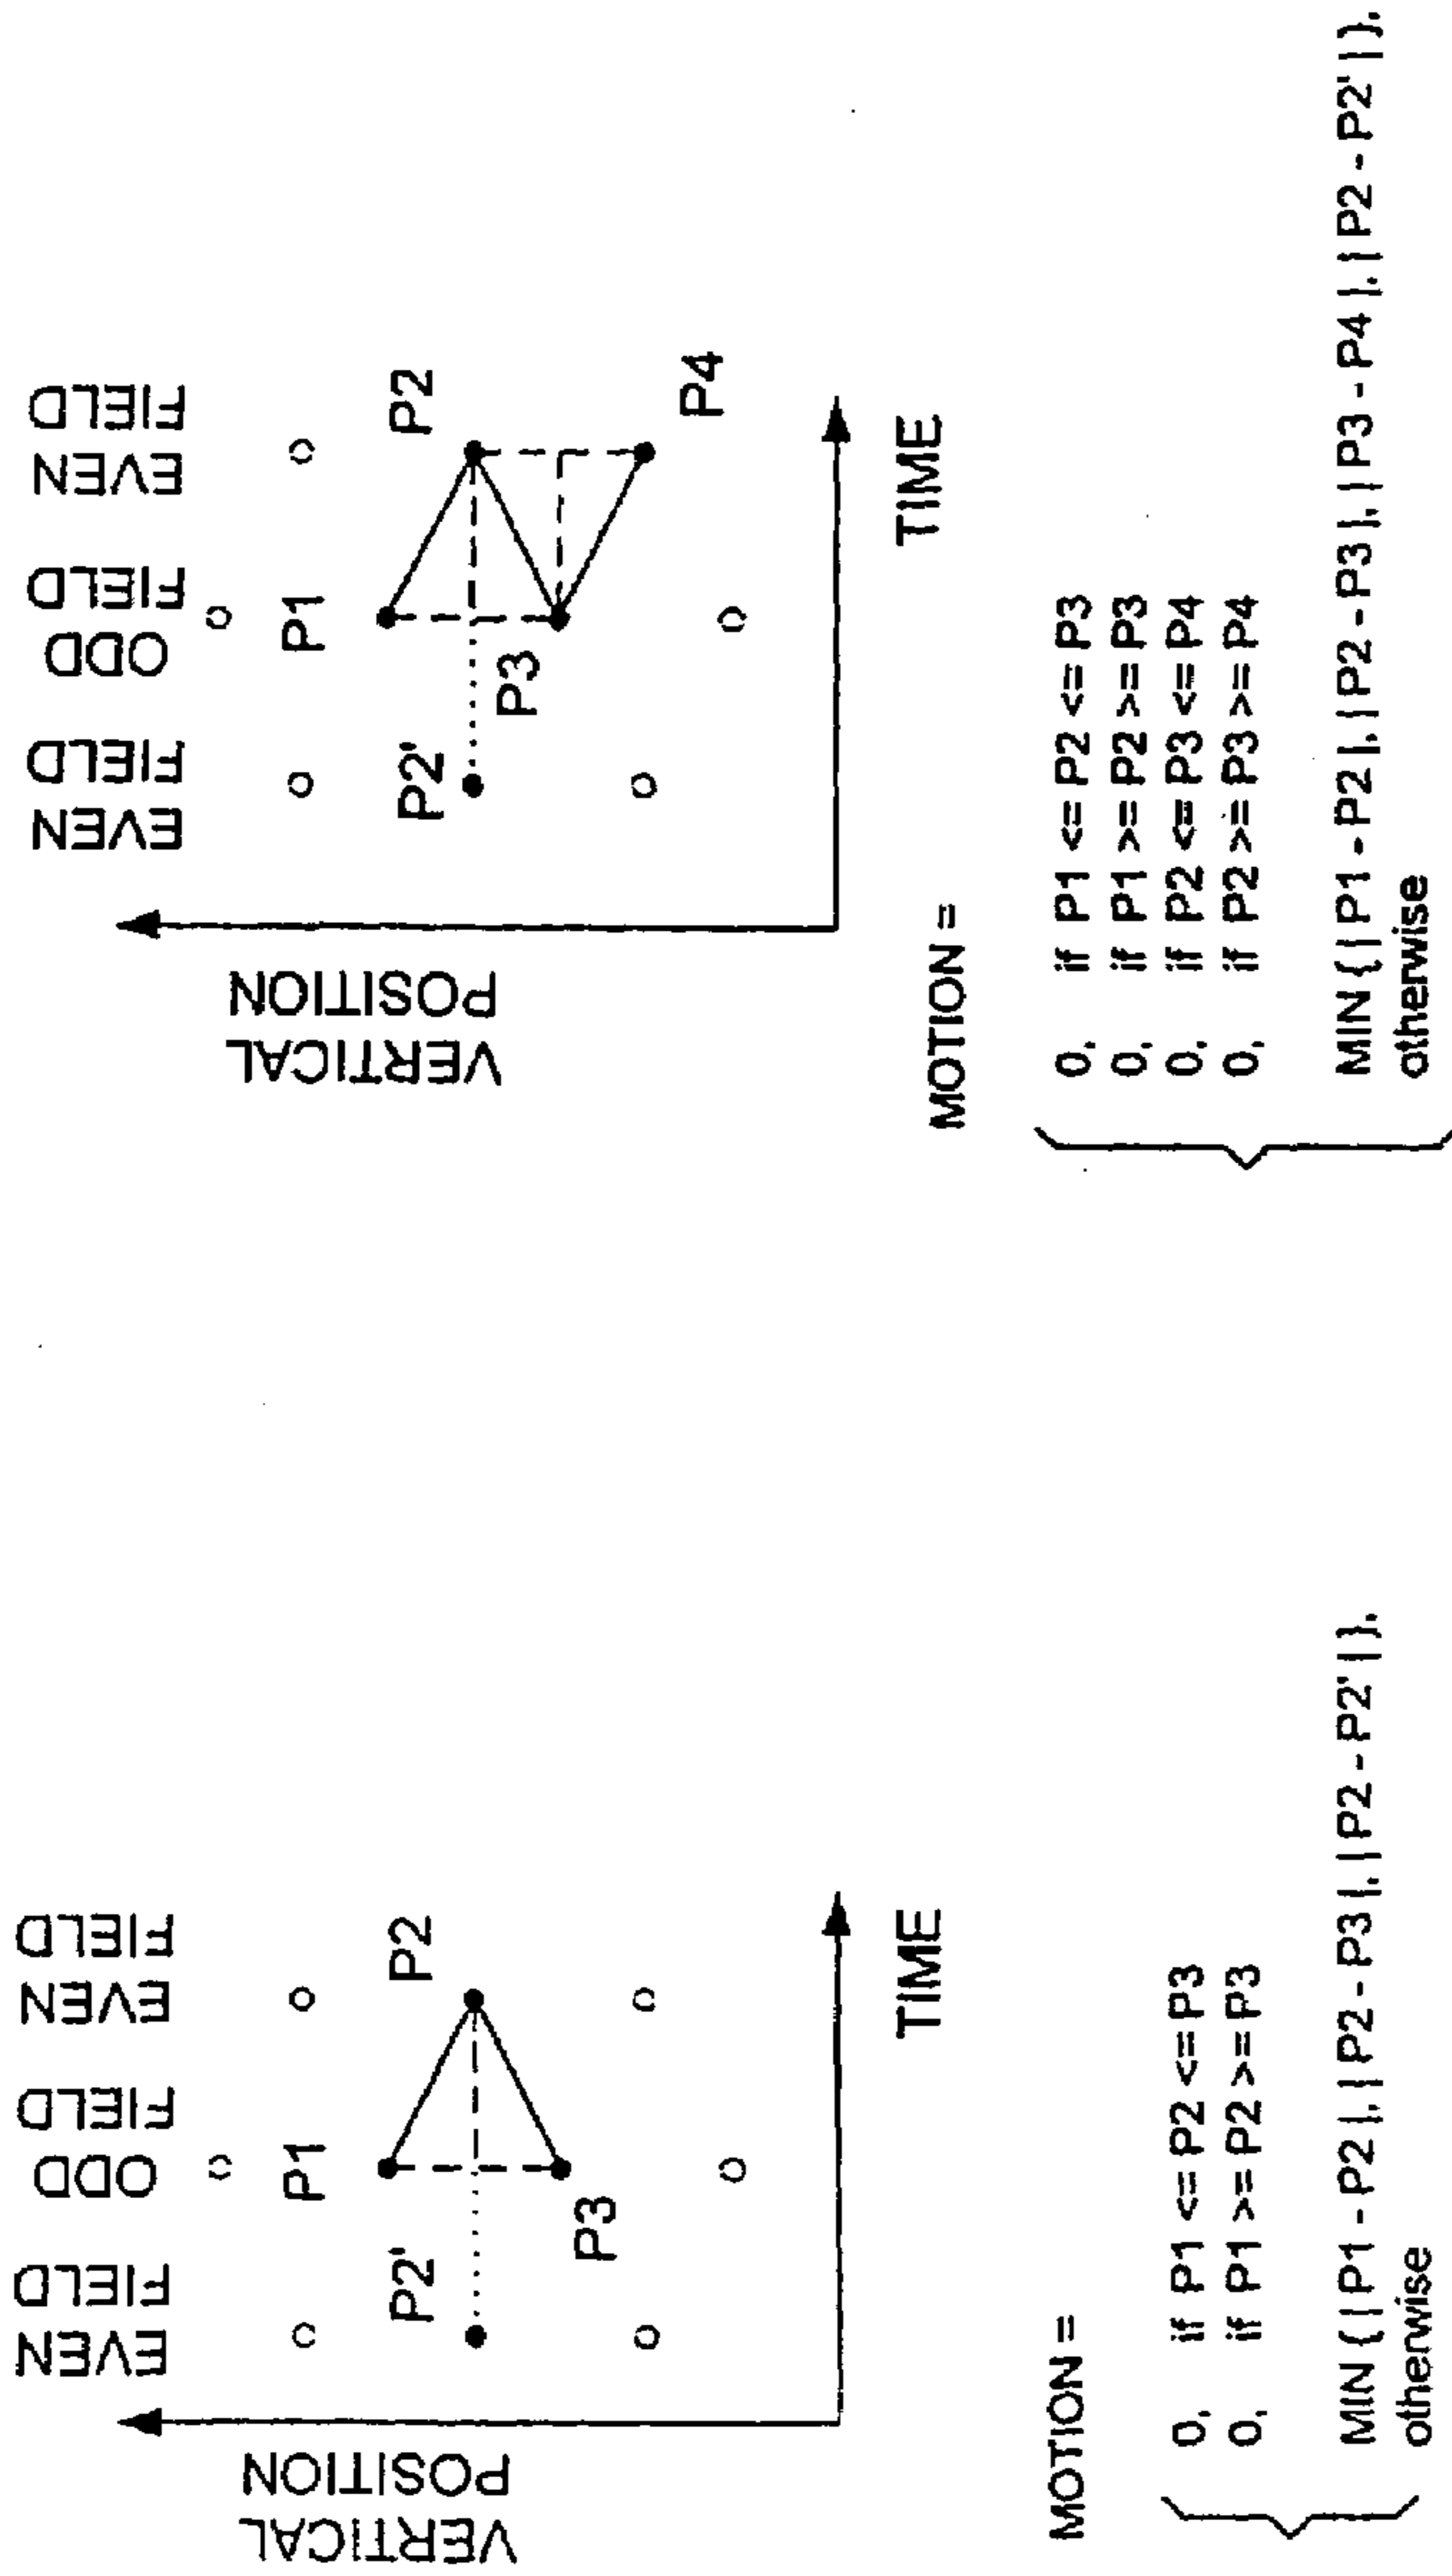 EVEN
FIELD
ODD
FIELD
EVEN
FIELD
VERTICAL
POSITION
P1
P2'
P2
P3
TIME
MOTION =
0, if P1 <= P2 <= P3
0, if P1 >= P2 >= P3
MIN { | P1 - P2 |, | P2 - P3 |, | P2 - P2' | },
otherwise
EVEN
FIELD
ODD
FIELD
EVEN
FIELD
VERTICAL
POSITION
P1
P2'
P2
P3
P4
TIME
MOTION =
0, if P1 <= P2 <= P3
0, if P1 >= P2 >= P3
0, if P2 <= P3 <= P4
0, if P2 >= P3 >= P4
MIN { | P1 - P2 |, | P2 - P3 |, | P3 - P4 |, | P2 - P2' | },
otherwise